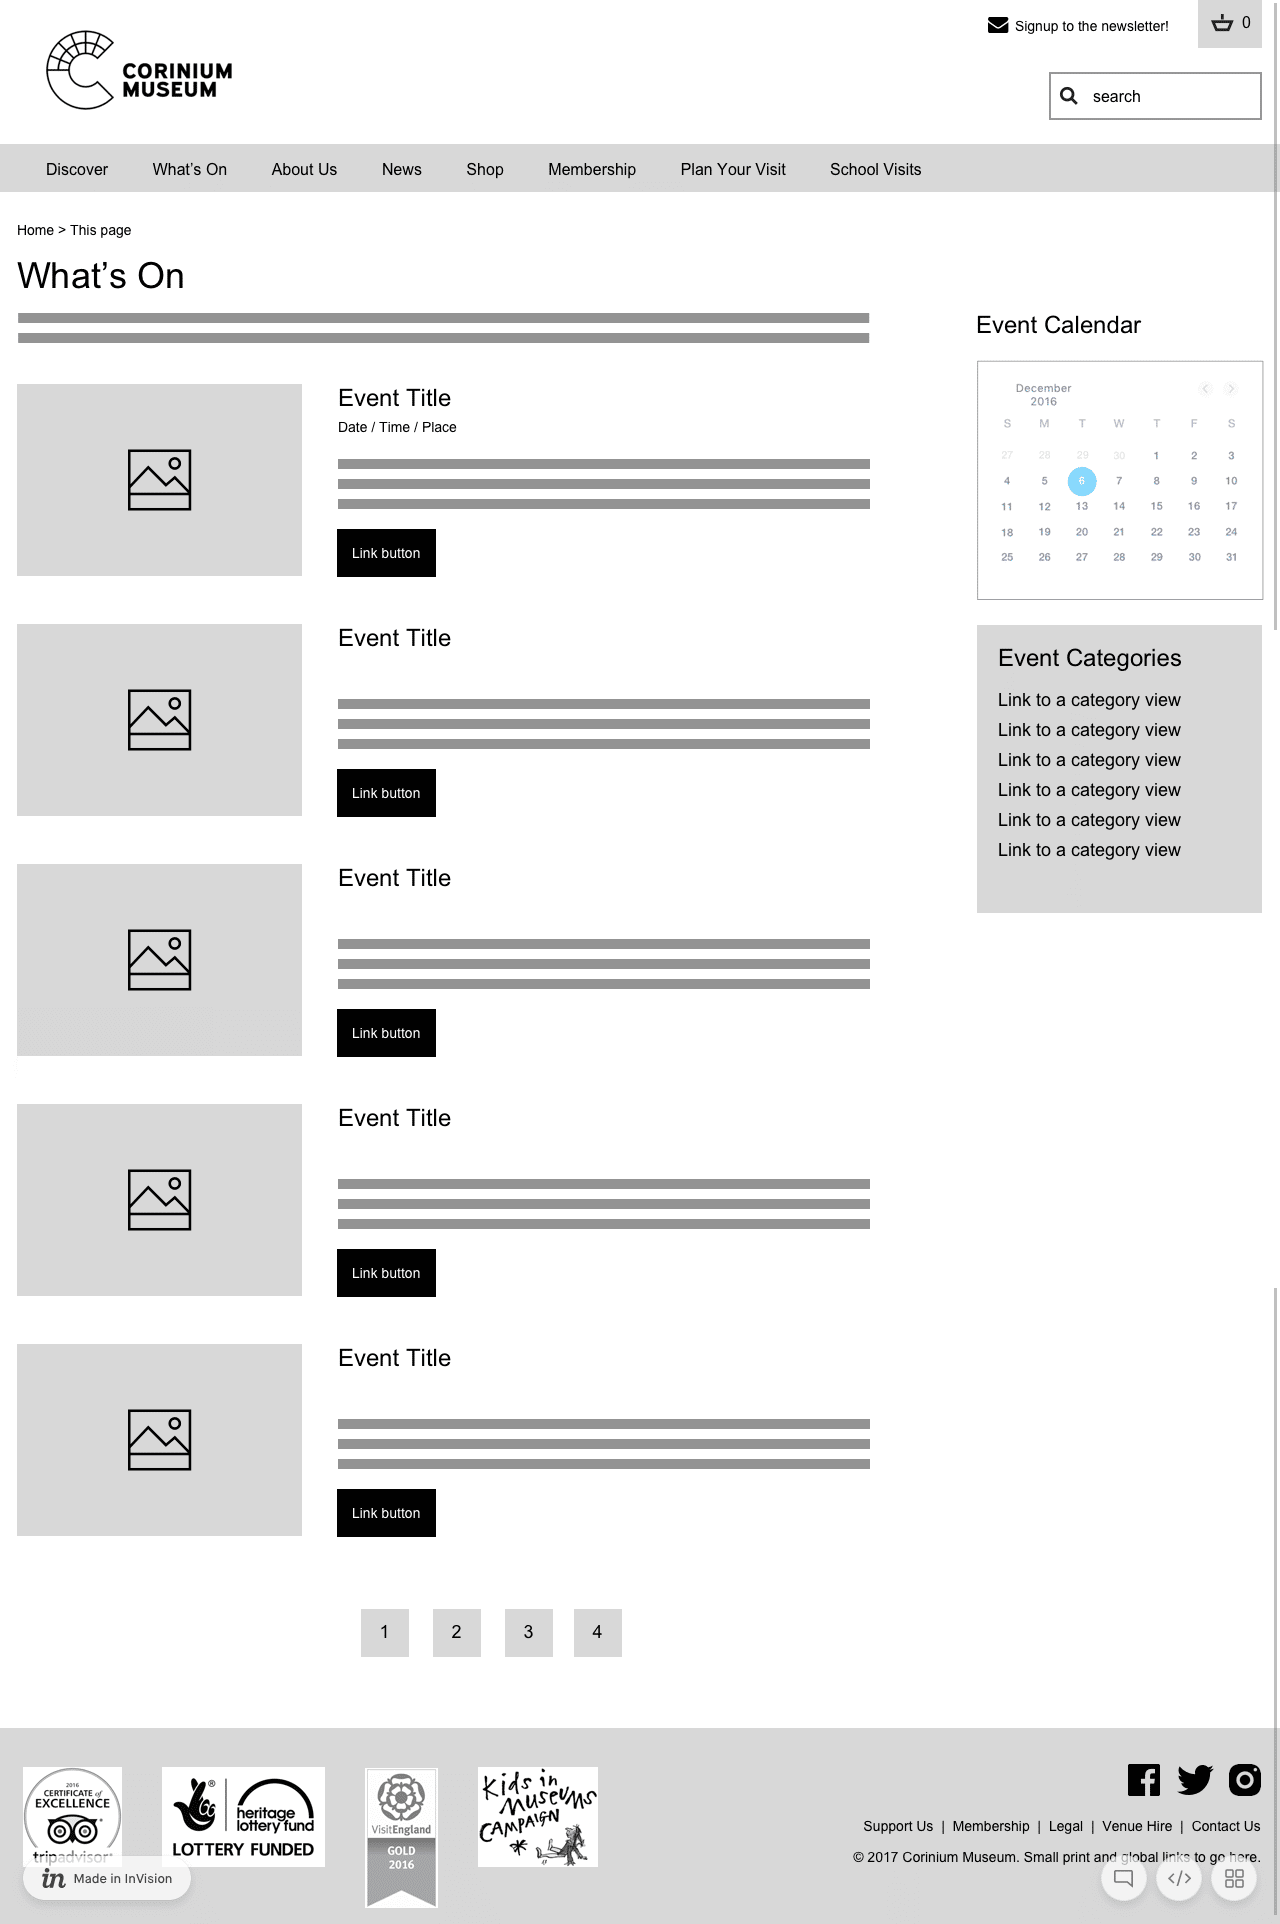 Signup to the newsletter!
0
CORINIUM
MUSEUM
search
Discover What's On About Us News Shop Membership Plan Your Visit School Visits
Home > This page
What's On
Event Calendar
December
2016
S M T W T F S
27 28 29 30 1 2 3
4 5 6 7 8 9 10
11 12 13 14 15 16 17
18 19 20 21 22 23 24
25 26 27 28 29 30 31
Event Title
Date / Time / Place
Link button
Event Title
Link button
Event Categories
Link to a category view
Link to a category view
Link to a category view
Link to a category view
Link to a category view
Link to a category view
Event Title
Link button
Event Title
Link button
Event Title
Link button
1 2 3 4
2016
CERTIFICATE of
EXCELLENCE
tripadvisor®
®
heritage
lottery fund
LOTTERY FUNDED
VisitEngland
GOLD
2016
Kids in
Museums
CAMPAIGN
Support Us | Membership | Legal | Venue Hire | Contact Us
© 2017 Corinium Museum. Small print and global links to go here.
in Made in InVision